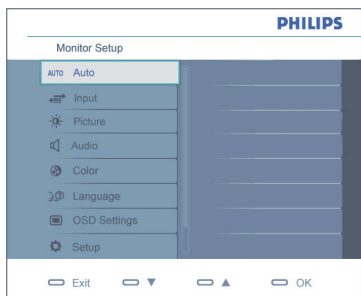 PHILIPS
Monitor Setup
AUTO Auto
Input
Picture
Audio
Color
Language
OSD Settings
Setup
Exit ▼ ▲ OK